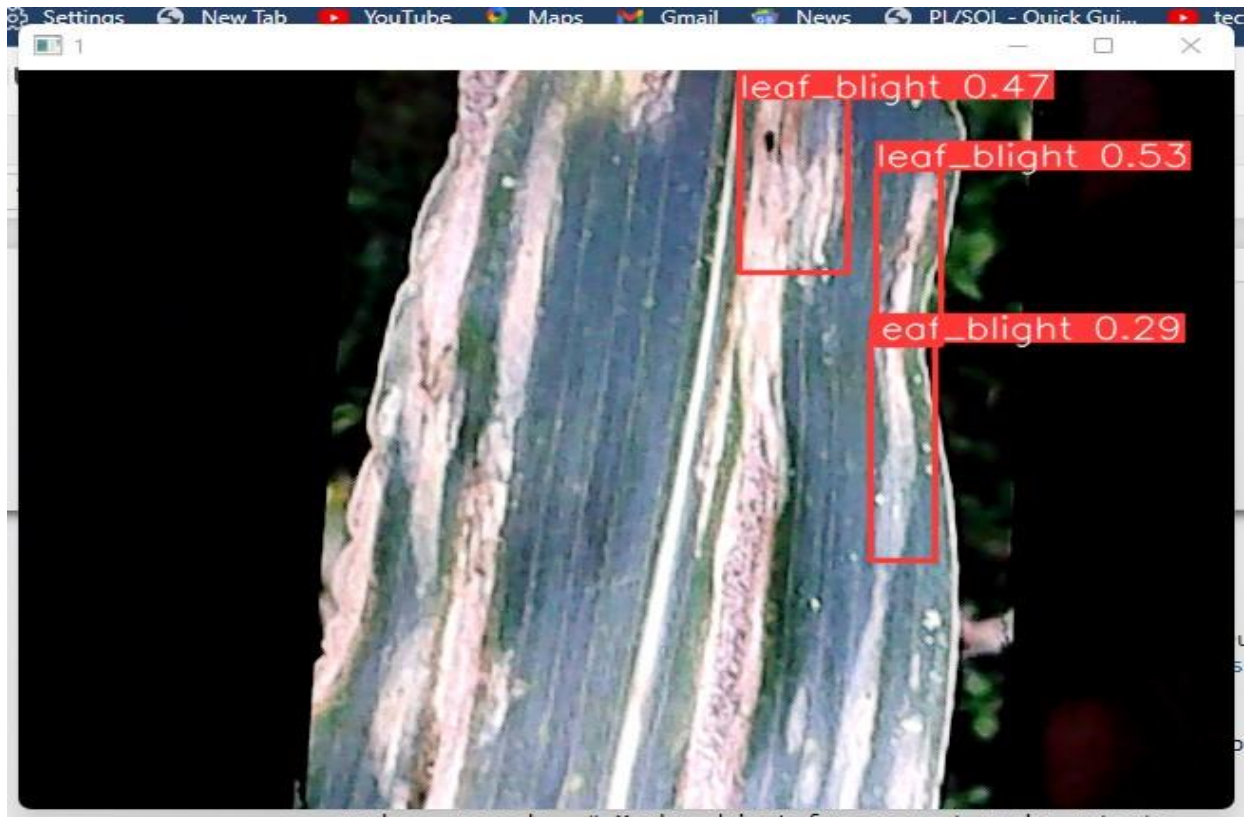 Settings New Tab YouTube Maps Gmail News PL/SQL - Quick Gui... tec
1
leaf_blight 0.47
leaf_blight 0.53
eaf_blight 0.29